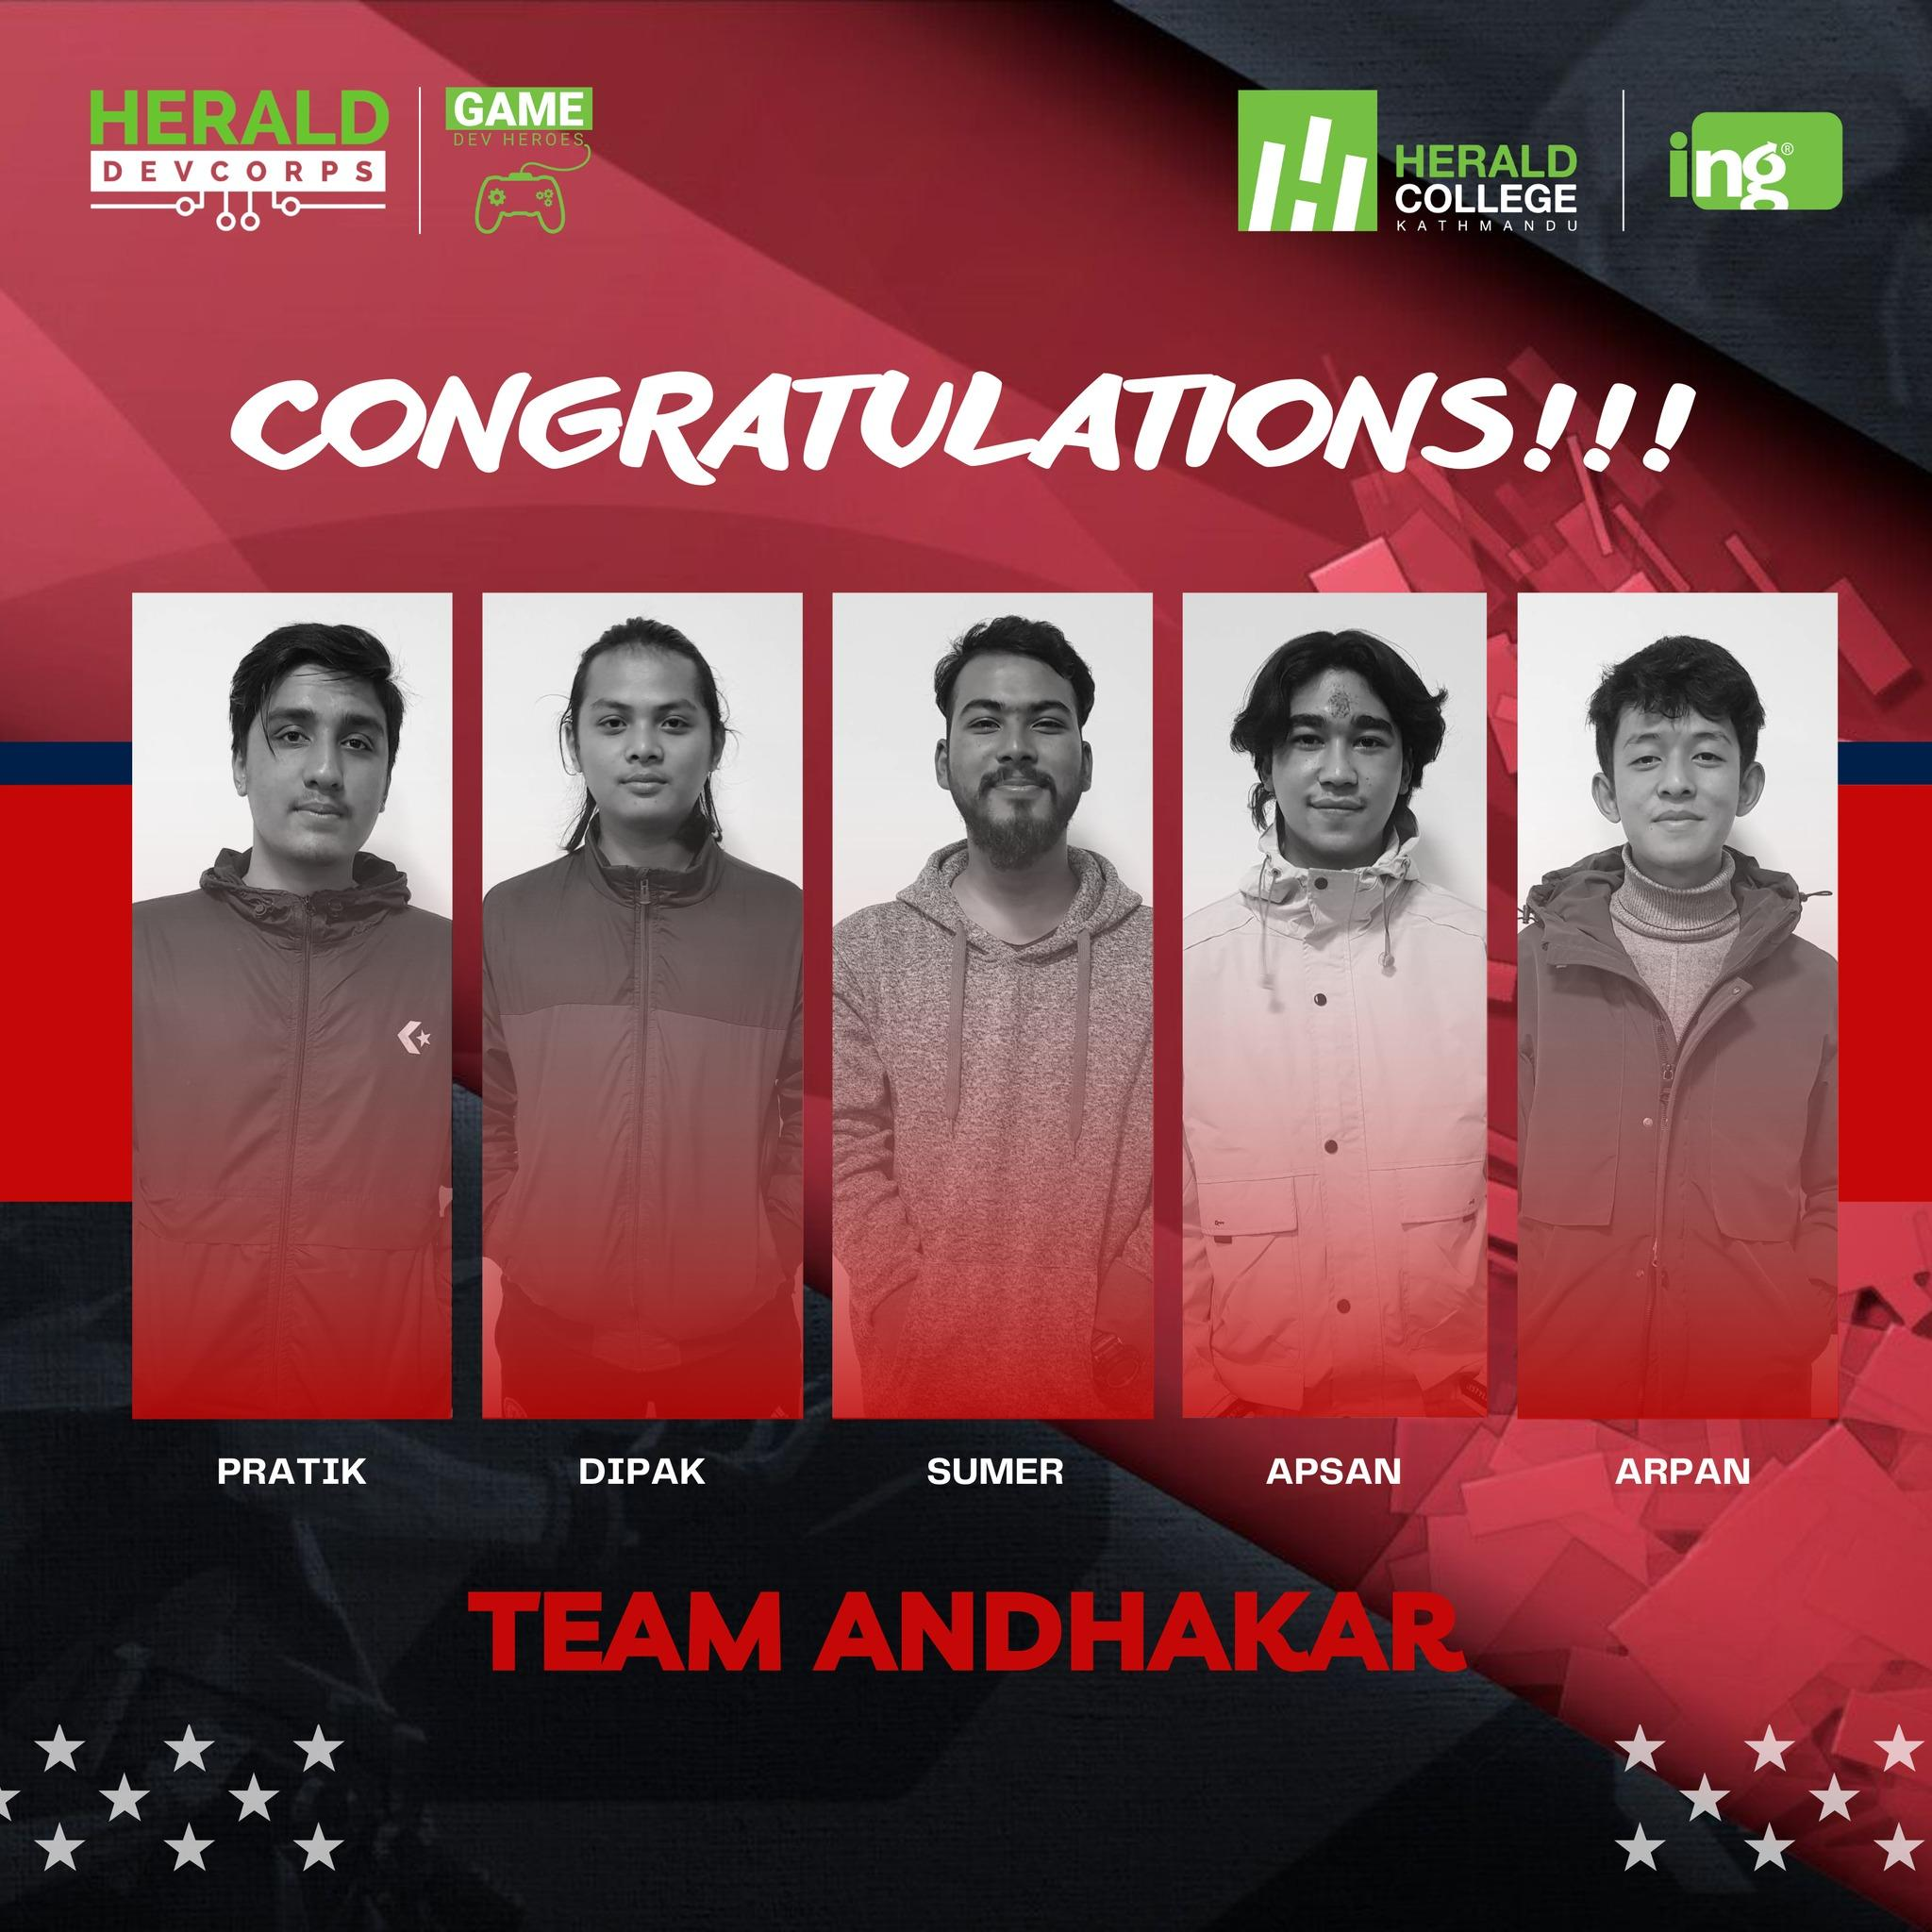 HERALD
DEVCORPS
GAME
DEV HEROES
HERALD
COLLEGE
KATHMANDU
ing®
CONGRATULATIONS!!!
PRATIK
DIPAK
SUMER
APSAN
ARPAN
TEAM ANDHAKAR